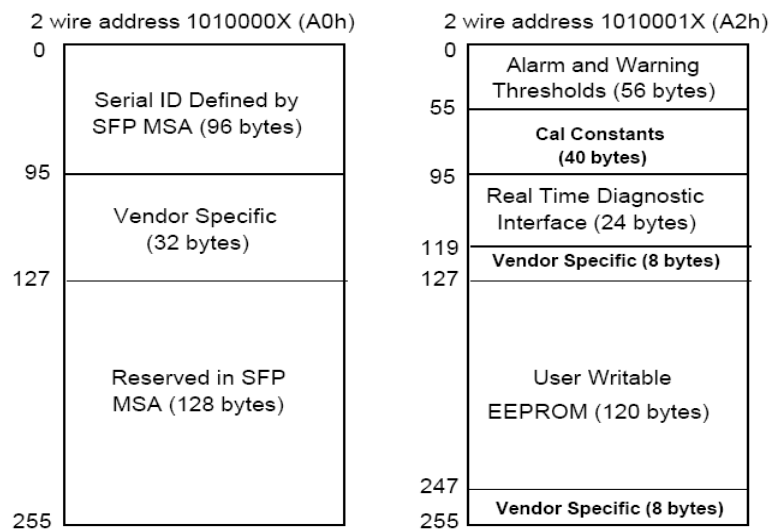 2 wire address 1010000X (A0h)
0
Serial ID Defined by
SFP MSA (96 bytes)
95
Vendor Specific
(32 bytes)
127
Reserved in SFP
MSA (128 bytes)
255
2 wire address 1010001X (A2h)
0
Alarm and Warning
Thresholds (56 bytes)
55
Cal Constants
(40 bytes)
95
Real Time Diagnostic
Interface (24 bytes)
119
Vendor Specific (8 bytes)
127
User Writable
EEPROM (120 bytes)
247
Vendor Specific (8 bytes)
255